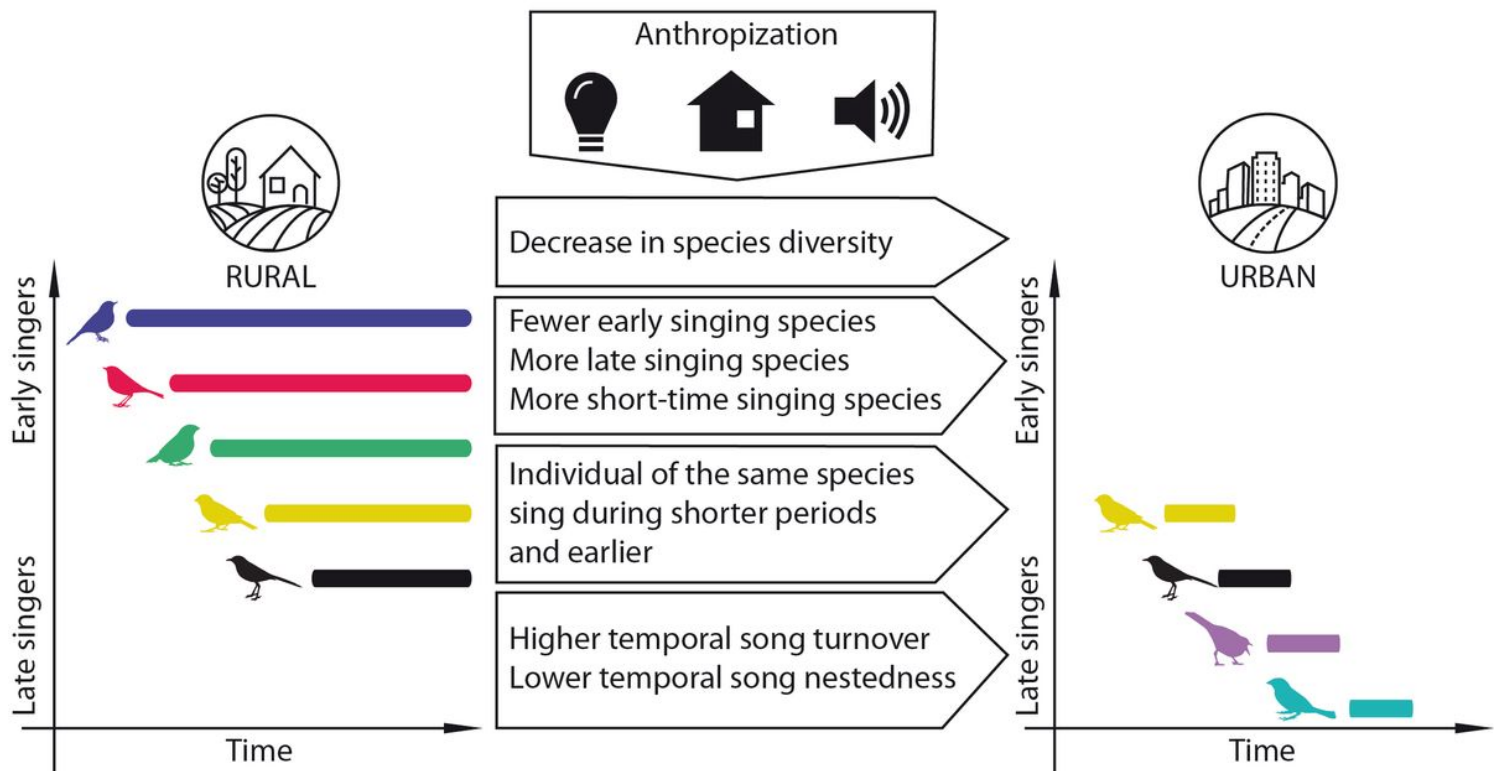 Anthropization
RURAL
Early singers
Late singers
Time
Decrease in species diversity
Fewer early singing species
More late singing species
More short-time singing species
Individual of the same species
sing during shorter periods
and earlier
Higher temporal song turnover
Lower temporal song nestedness
URBAN
Early singers
Late singers
Time